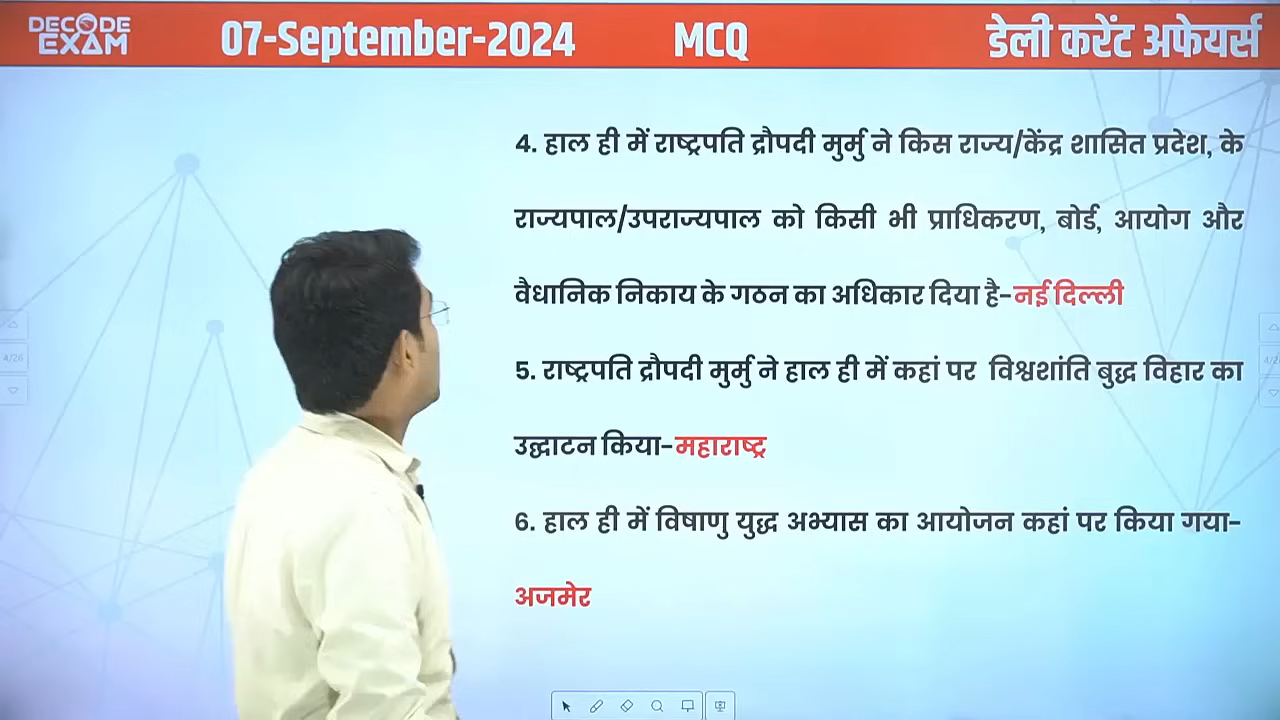 DECODE EXAM
07-September-2024 MCQ डेली करेंट अफेयर्स
4. हाल ही में राष्ट्रपति द्रौपदी मुर्मु ने किस राज्य/केंद्र शासित प्रदेश, के
राज्यपाल/उपराज्यपाल को किसी भी प्राधिकरण, बोर्ड, आयोग और
वैधानिक निकाय के गठन का अधिकार दिया है-नई दिल्ली
5. राष्ट्रपति द्रौपदी मुर्मु ने हाल ही में कहां पर विश्वशांति बुद्ध विहार का
उद्घाटन किया-महाराष्ट्र
6. हाल ही में विषाणु युद्ध अभ्यास का आयोजन कहां पर किया गया-
अजमेर
4/26